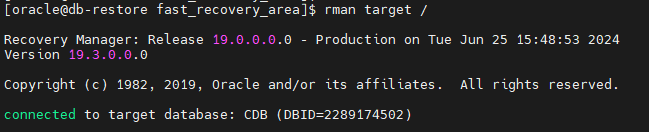 [oracle@db-restore fast_recovery_area]$ rman target /
Recovery Manager: Release 19.0.0.0.0 - Production on Tue Jun 25 15:48:53 2024
Version 19.3.0.0.0
Copyright (c) 1982, 2019, Oracle and/or its affiliates.  All rights reserved.
connected to target database: CDB (DBID=2289174502)